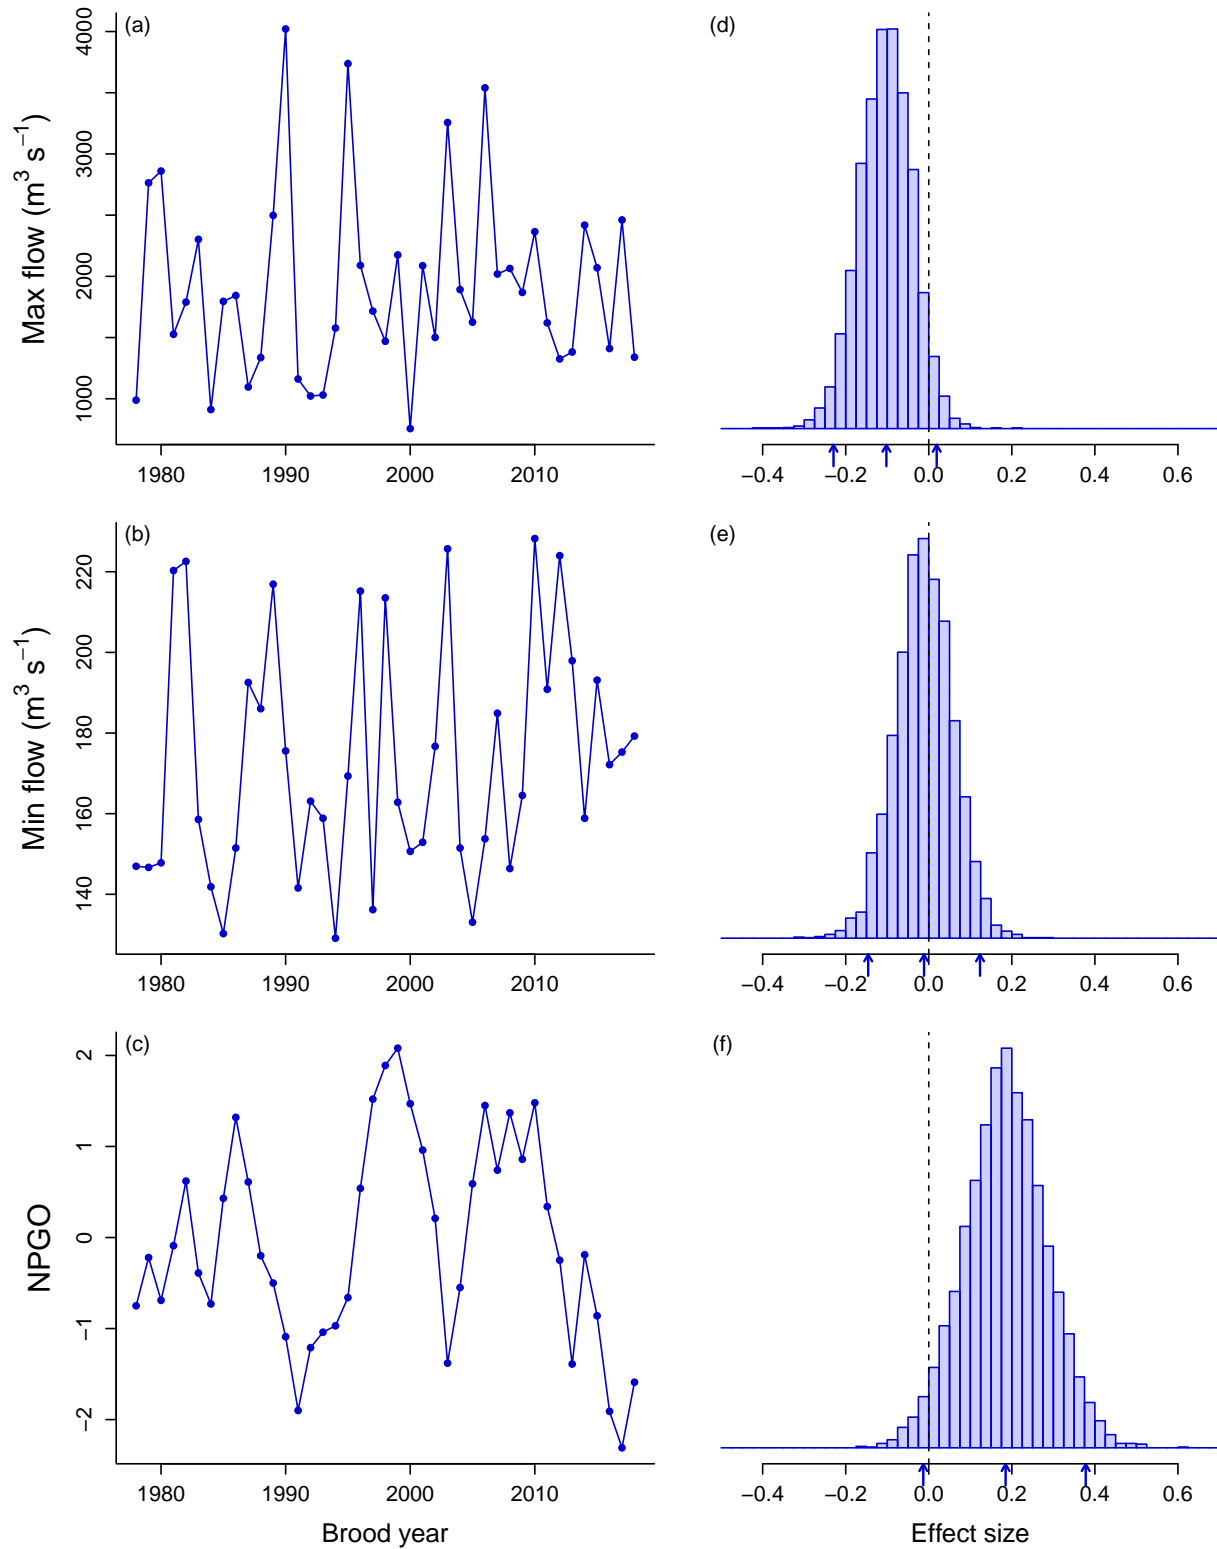 (a)
Max flow (m³ s⁻¹)
1000 2000 3000 4000
1980 1990 2000 2010
(d)
−0.4 −0.2 0.0 0.2 0.4 0.6
(b)
Min flow (m³ s⁻¹)
140 160 180 200 220
1980 1990 2000 2010
(e)
−0.4 −0.2 0.0 0.2 0.4 0.6
(c)
NPGO
−2 −1 0 1 2
1980 1990 2000 2010
Brood year
(f)
−0.4 −0.2 0.0 0.2 0.4 0.6
Effect size